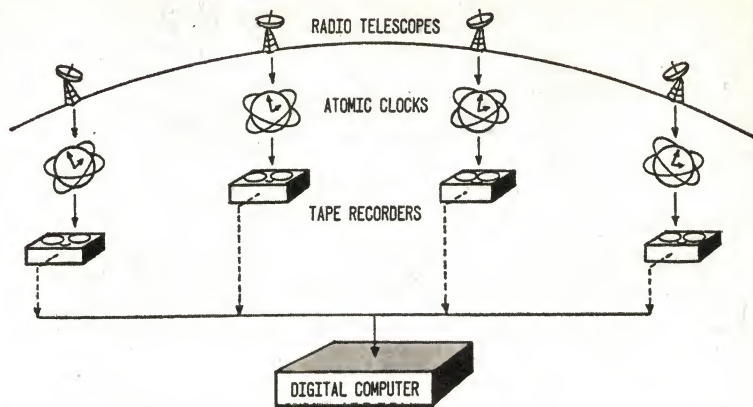 RADIO TELESCOPES
ATOMIC CLOCKS
TAPE RECORDERS
DIGITAL COMPUTER